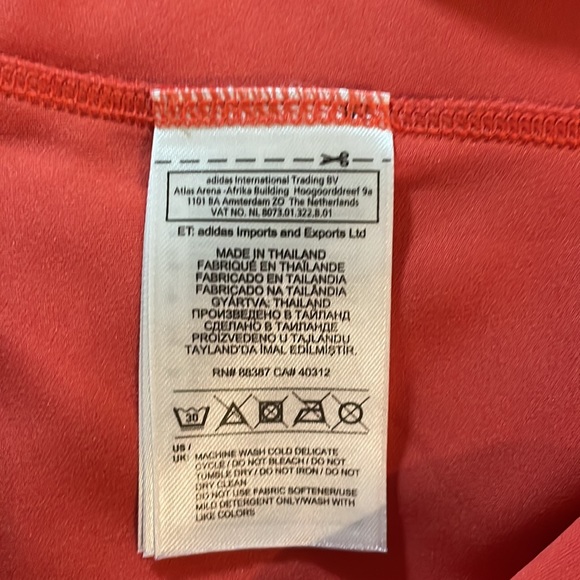 adidas International Trading BV
Atlas Arena -Afrika Building Hoogoorddreef 9a
1101 BA Amsterdam ZO The Netherlands
VAT NO. NL 8073.01.322.B.01
ET: adidas Imports and Exports Ltd
MADE IN THAILAND
FABRIQUÉ EN THAÏLANDE
FABRICADO EN TAILANDIA
FABRICADO NA TAILÂNDIA
GYÁRTVA: THAILAND
ПРОИЗВЕДЕНО В ТАЙЛАНД
СДЕЛАНО В ТАИЛАНДЕ
PROIZVEDENO U TAJLANDU
TAYLAND'DA İMAL EDİLMİŞTİR.
RN# 88387 CA# 40312
30
US /
UK: MACHINE WASH COLD DELICATE
CYCLE / DO NOT BLEACH / DO NOT
TUMBLE DRY / DO NOT IRON / DO NOT
DRY CLEAN
DO NOT USE FABRIC SOFTENER/USE
MILD DETERGENT ONLY/WASH WITH
LIKE COLORS